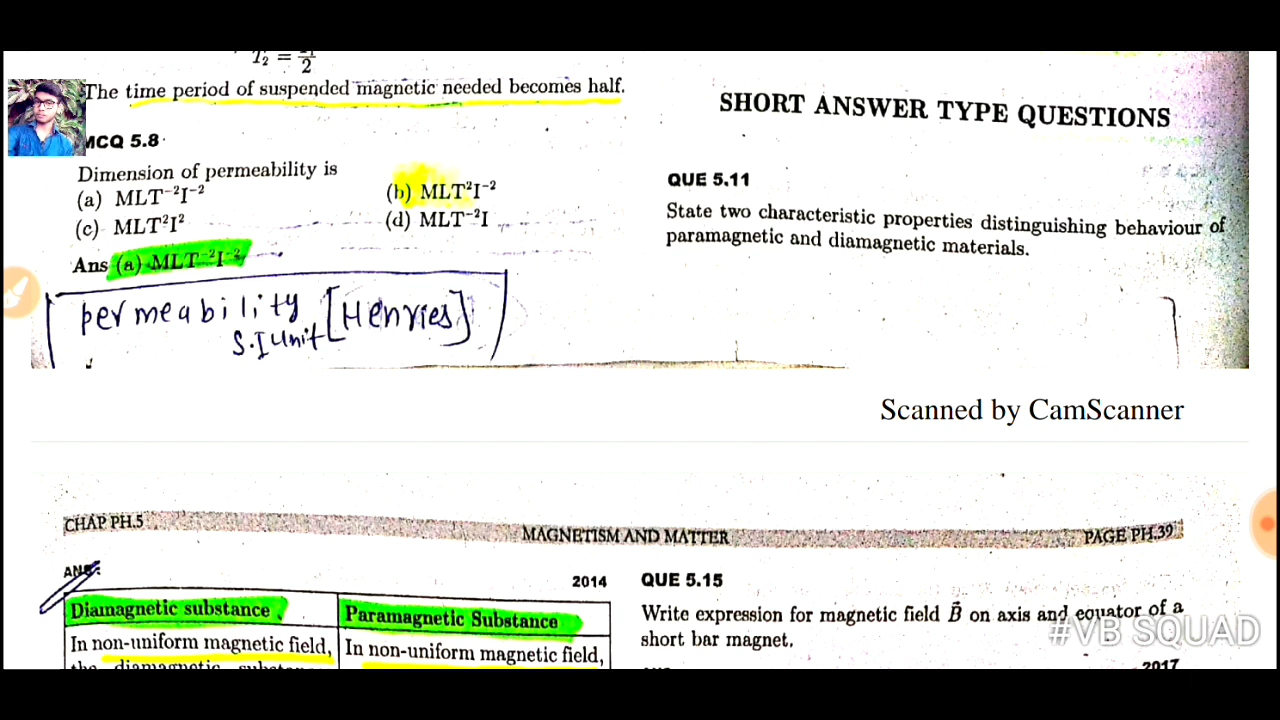 T₂ = T₁/2
The time period of suspended magnetic needed becomes half.
MCQ 5.8
Dimension of permeability is
(a) MLT⁻²I⁻²
(b) MLT²I⁻²
(c) MLT²I²
(d) MLT⁻²I
Ans (a) MLT⁻²I⁻²
permeability [Henries]
S.I Unit
SHORT ANSWER TYPE QUESTIONS
QUE 5.11
State two characteristic properties distinguishing behaviour of
paramagnetic and diamagnetic materials.
Scanned by CamScanner
CHAP PH.5
MAGNETISM AND MATTER
PAGE PH.39
ANS.
2014
Diamagnetic substance
Paramagnetic Substance
In non-uniform magnetic field,
In non-uniform magnetic field,
the diamagnetic
QUE 5.15
Write expression for magnetic field B⃗ on axis and equator of a
short bar magnet.
#VB SQUAD
2017